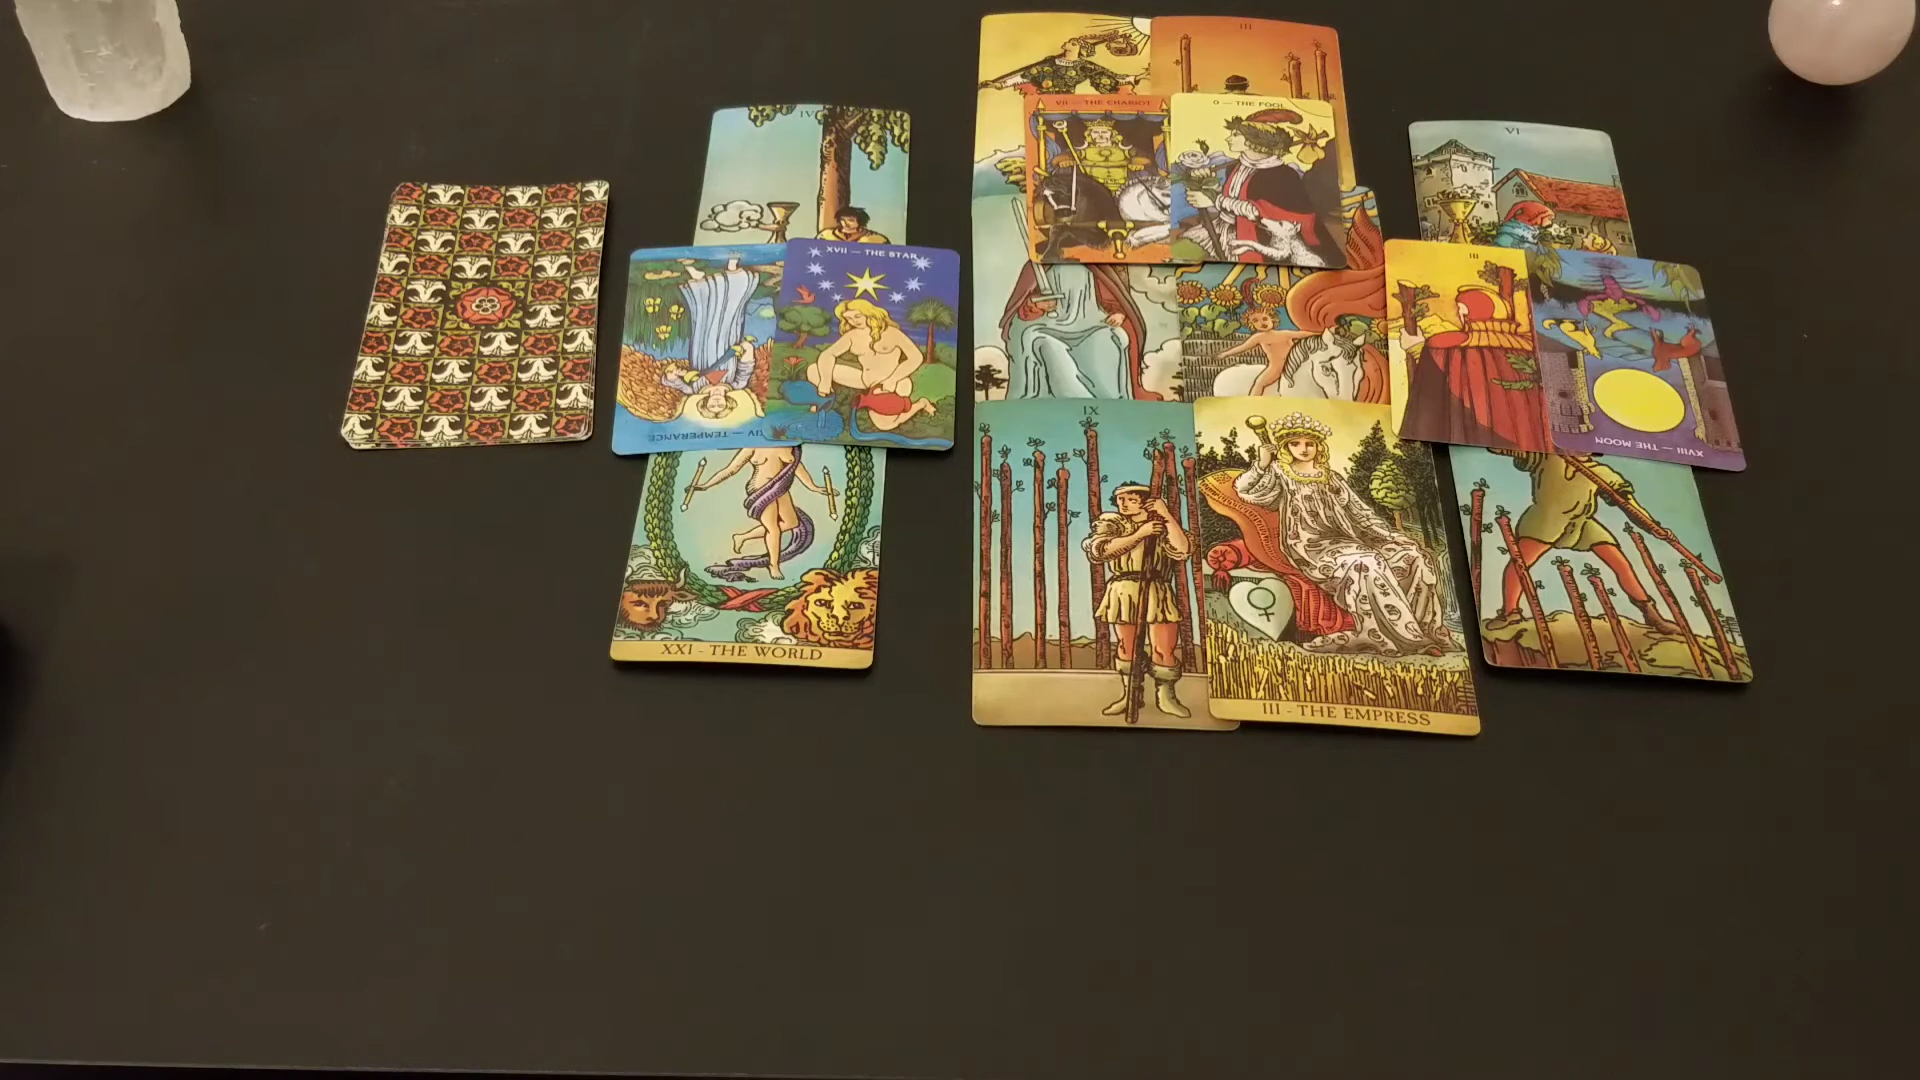 III
VII — THE CHARIOT
0 — THE FOOL
IV
VI
XVII — THE STAR
III
XIV — TEMPERANCE
XVIII — THE MOON
IX
XXI - THE WORLD
III - THE EMPRESS